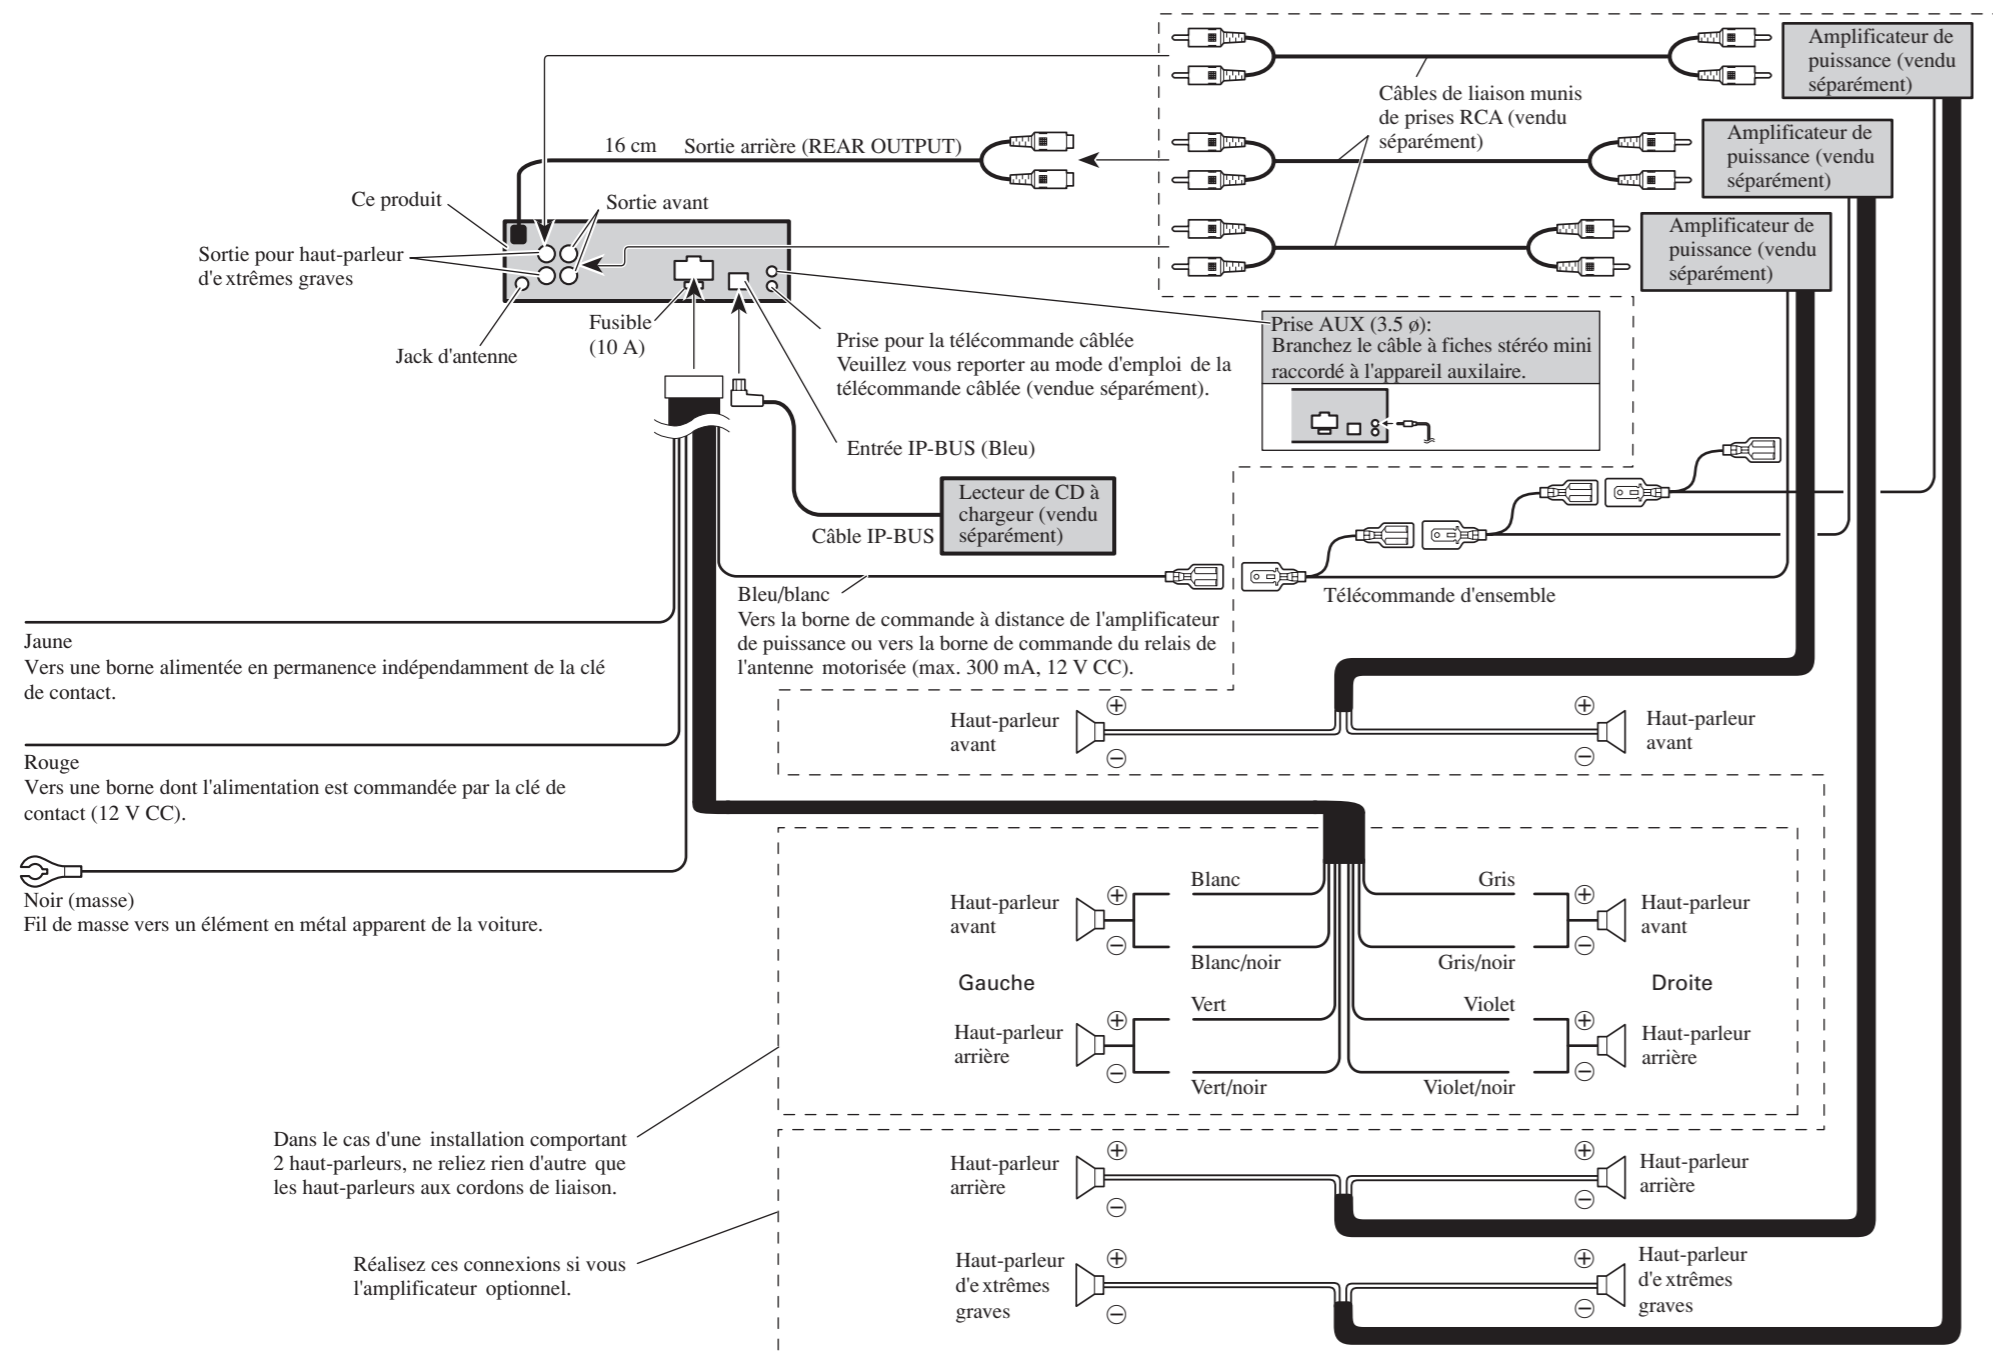 Amplificateur de
puissance (vendu
séparément)
Câbles de liaison munis
de prises RCA (vendu
séparément)
Amplificateur de
puissance (vendu
séparément)
16 cm Sortie arrière (REAR OUTPUT)
Ce produit
Sortie avant
Sortie pour haut-parleur
d'e xtrêmes graves
Amplificateur de
puissance (vendu
séparément)
Fusible
(10 A)
Jack d'antenne
Prise pour la télécommande câblée
Veuillez vous reporter au mode d'emploi de la
télécommande câblée (vendue séparément).
Prise AUX (3.5 ø):
Branchez le câble à fiches stéréo mini
raccordé à l'appareil auxilaire.
Entrée IP-BUS (Bleu)
Lecteur de CD à
chargeur (vendu
séparément)
Câble IP-BUS
Bleu/blanc
Vers la borne de commande à distance de l'amplificateur
de puissance ou vers la borne de commande du relais de
l'antenne motorisée (max. 300 mA, 12 V CC).
Télécommande d'ensemble
Jaune
Vers une borne alimentée en permanence indépendamment de la clé
de contact.
Rouge
Vers une borne dont l'alimentation est commandée par la clé de
contact (12 V CC).
Noir (masse)
Fil de masse vers un élément en métal apparent de la voiture.
Haut-parleur
avant
+
−
+
−
Haut-parleur
avant
Haut-parleur
avant
+
−
Blanc
Blanc/noir
Gris
Gris/noir
+
−
Haut-parleur
avant
Gauche
Droite
Haut-parleur
arrière
+
−
Vert
Vert/noir
Violet
Violet/noir
+
−
Haut-parleur
arrière
Dans le cas d'une installation comportant
2 haut-parleurs, ne reliez rien d'autre que
les haut-parleurs aux cordons de liaison.
Haut-parleur
arrière
+
−
+
−
Haut-parleur
arrière
Réalisez ces connexions si vous
l'amplificateur optionnel.
Haut-parleur
d'e xtrêmes
graves
+
−
+
−
Haut-parleur
d'e xtrêmes
graves